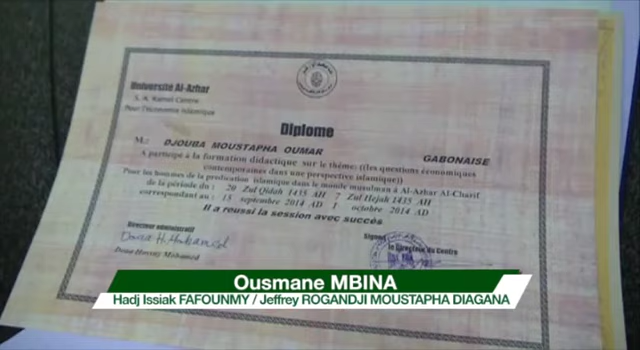 Université Al-Azhar
S. A. Kamel Centre
Pour l'économie islamique
Diplome
M.: DJOUBA MOUSTAPHA OUMAR GABONAISE
A participé à la formation didactique sur le thème: ((les questions économiques
contemporaines dans une perspective islamique))
Pour les hommes de la prédication islamique dans le monde musulman à Al-Azhar Al-Charif
de la période du : 20 Zul Qidah 1435 AH 7 Zul Hejah 1435 AH
correspondant au : 15 septembre 2014 AD 1 octobre 2014 AD
Il a reussi la session avec succès
Directeur administratif
Signed
le Directeur du Centre
Ousmane MBINA
Hadj Issiak FAFOUNMY / Jeffrey ROGANDJI MOUSTAPHA DIAGANA